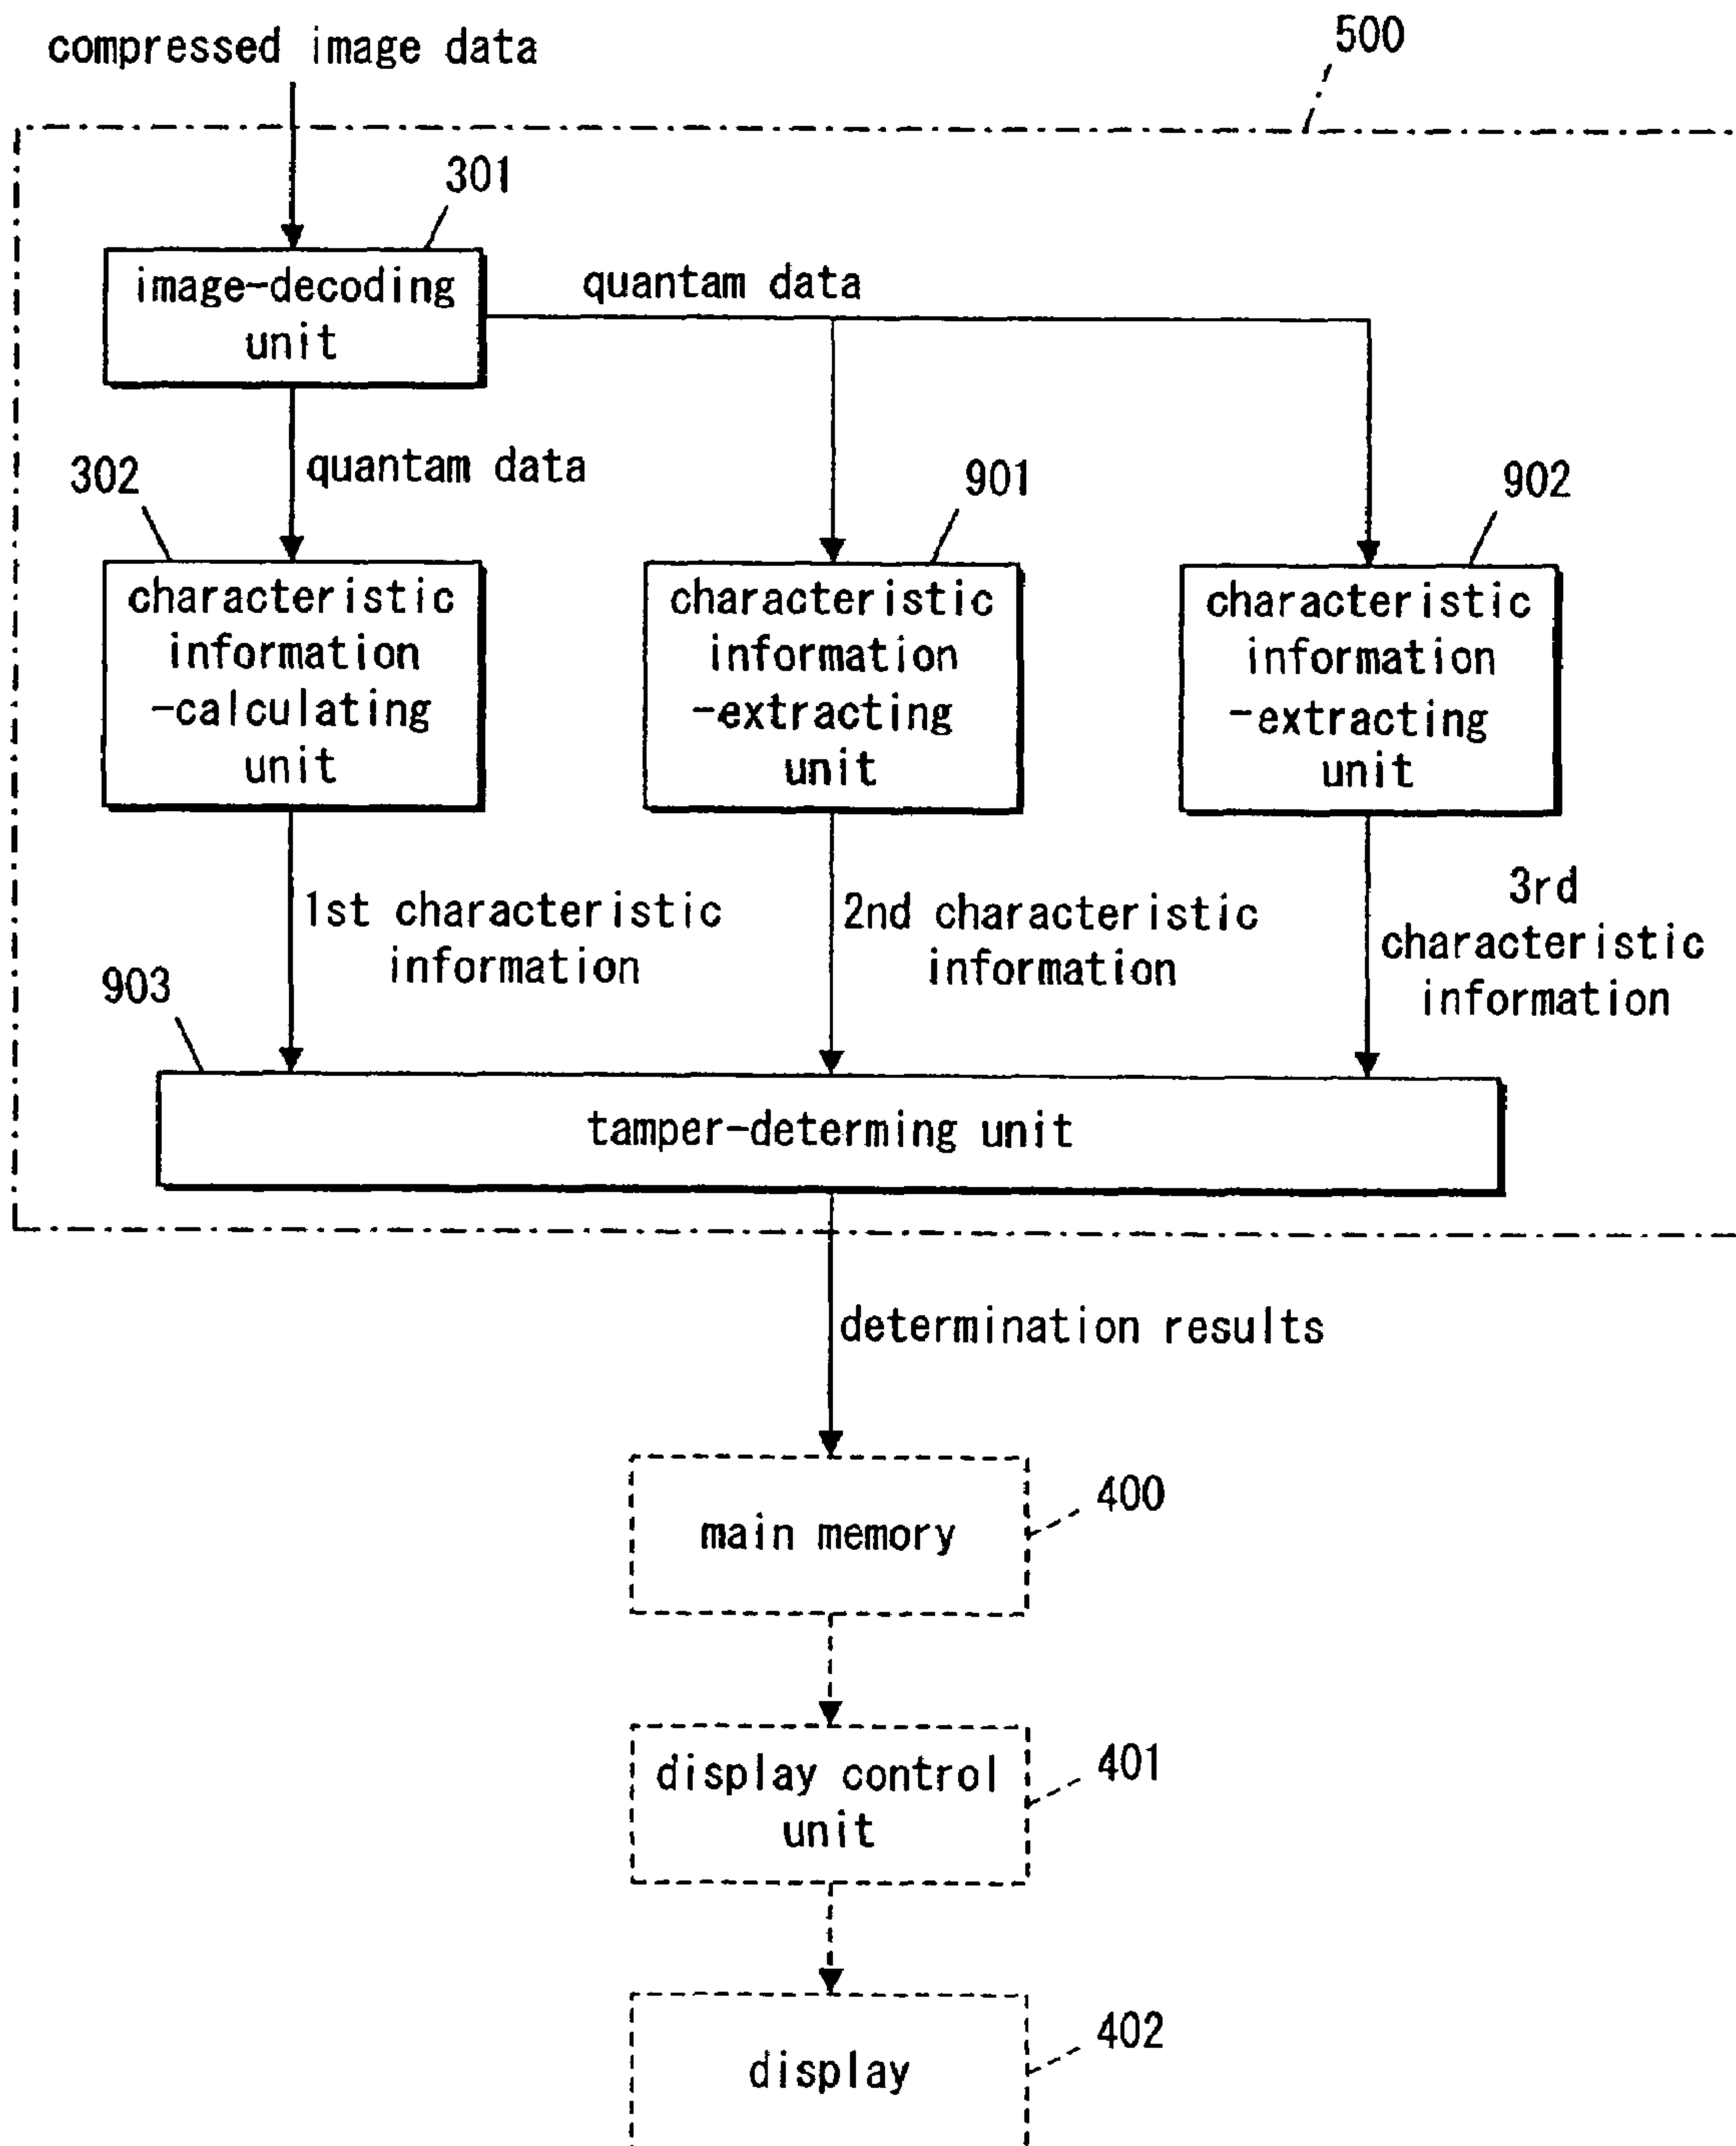 compressed image data
500
301
image-decoding
unit
quantam data
quantam data
302
901
902
characteristic
information
-calculating
unit
characteristic
information
-extracting
unit
characteristic
information
-extracting
unit
1st characteristic
information
2nd characteristic
information
3rd
characteristic
information
903
tamper-determing unit
determination results
400
main memory
401
display control
unit
402
display